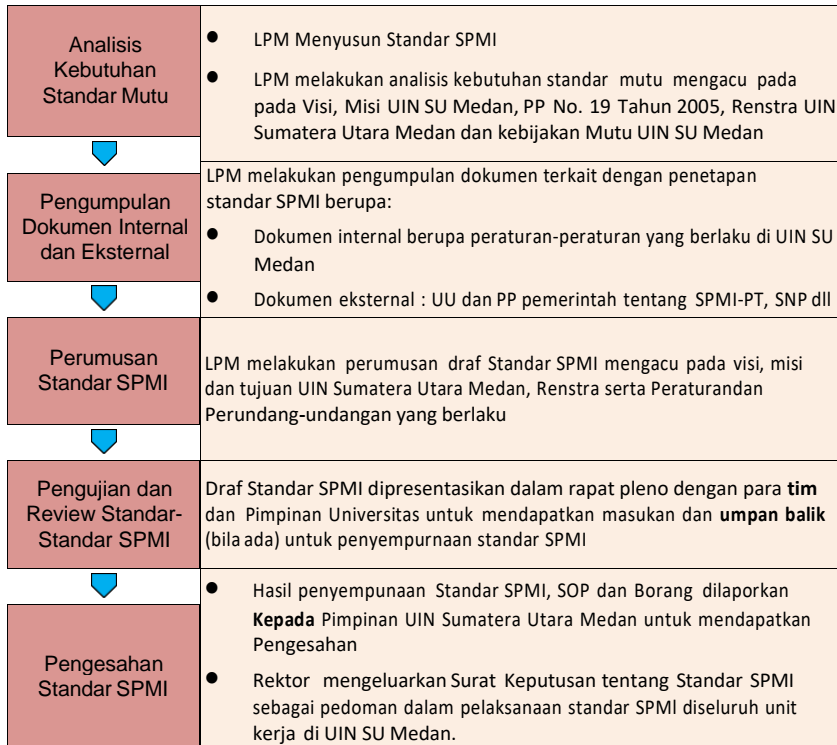 Analisis
Kebutuhan
Standar Mutu
● LPM Menyusun Standar SPMI
● LPM melakukan analisis kebutuhan standar mutu mengacu pada
pada Visi, Misi UIN SU Medan, PP No. 19 Tahun 2005, Renstra UIN
Sumatera Utara Medan dan kebijakan Mutu UIN SU Medan
Pengumpulan
Dokumen Internal
dan Eksternal
LPM melakukan pengumpulan dokumen terkait dengan penetapan
standar SPMI berupa:
● Dokumen internal berupa peraturan-peraturan yang berlaku di UIN SU
Medan
● Dokumen eksternal : UU dan PP pemerintah tentang SPMI-PT, SNP dll
Perumusan
Standar SPMI
LPM melakukan perumusan draf Standar SPMI mengacu pada visi, misi
dan tujuan UIN Sumatera Utara Medan, Renstra serta Peraturandan
Perundang-undangan yang berlaku
Pengujian dan
Review Standar-
Standar SPMI
Draf Standar SPMI dipresentasikan dalam rapat pleno dengan para tim
dan Pimpinan Universitas untuk mendapatkan masukan dan umpan balik
(bila ada) untuk penyempurnaan standar SPMI
Pengesahan
Standar SPMI
● Hasil penyempunaan Standar SPMI, SOP dan Borang dilaporkan
Kepada Pimpinan UIN Sumatera Utara Medan untuk mendapatkan
Pengesahan
● Rektor mengeluarkan Surat Keputusan tentang Standar SPMI
sebagai pedoman dalam pelaksanaan standar SPMI diseluruh unit
kerja di UIN SU Medan.